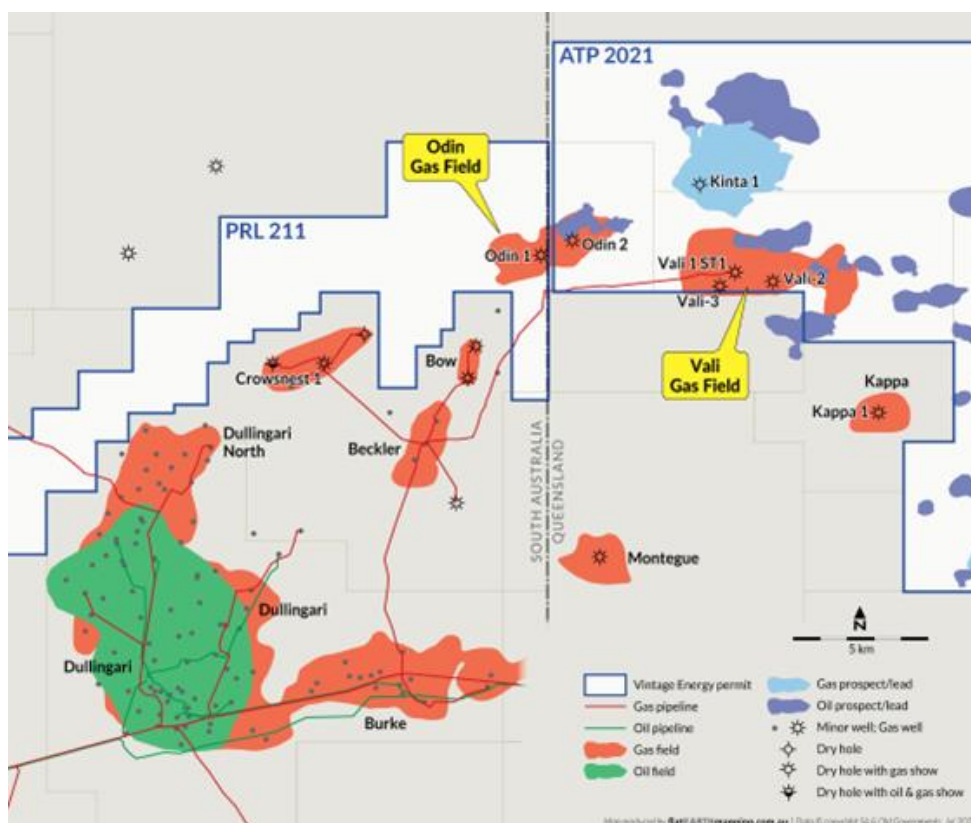 ATP 2021
Odin
Gas Field
Kinta 1
PRL 211
Odin 1
Odin 2
Vali 1 ST1
Vali-2
Vali-3
Bow
Crowsnest 1
Vali
Gas Field
Kappa
Kappa 1
Dullingari
North
Beckler
SOUTH AUSTRALIA
QUEENSLAND
Montegue
Dullingari
Dullingari
Burke
N
5 km
Vintage Energy permit
Gas pipeline
Oil pipeline
Gas field
Oil field
Gas prospect/lead
Oil prospect/lead
Minor well; Gas well
Dry hole
Dry hole with gas show
Dry hole with oil & gas show
Map produced by